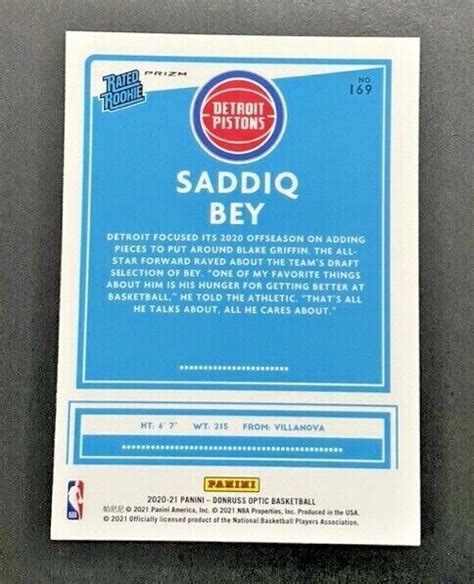 RATED
ROOKIE
PRIZM
DETROIT
PISTONS
NO.
169
SADDIQ
BEY
DETROIT FOCUSED ITS 2020 OFFSEASON ON ADDING
PIECES TO PUT AROUND BLAKE GRIFFIN. THE ALL-
STAR FORWARD RAVED ABOUT THE TEAM'S DRAFT
SELECTION OF BEY. "ONE OF MY FAVORITE THINGS
ABOUT HIM IS HIS HUNGER FOR GETTING BETTER AT
BASKETBALL," HE TOLD THE ATHLETIC. "THAT'S ALL
HE TALKS ABOUT, ALL HE CARES ABOUT."
HT: 6' 7" WT: 215 FROM: VILLANOVA
PANINI
2020-21 PANINI – DONRUSS OPTIC BASKETBALL
帕尼尼 © 2021 Panini America, Inc. © 2021 NBA Properties, Inc. Produced in the USA.
© 2021 Officially licensed product of the National Basketball Players Association.
NBA